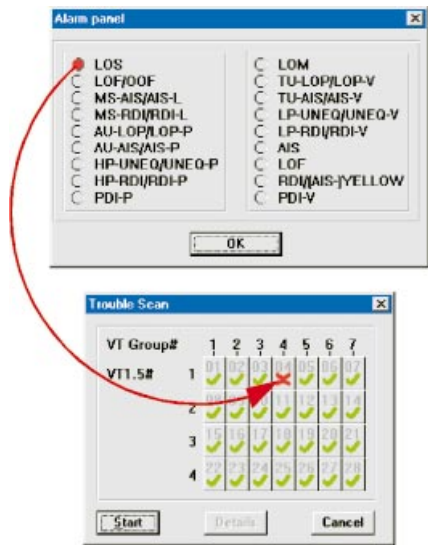 Alarm panel
LOS
LOF/OOF
MS-AIS/AIS-L
MS-RDI/RDI-L
AU-LOP/LOP-P
AU-AIS/AIS-P
HP-UNEQ/UNEQ-P
HP-RDI/RDI-P
PDI-P
LOM
TU-LOP/LOP-V
TU-AIS/AIS-V
LP-UNEQ/UNEQ-V
LP-RDI/RDI-V
AIS
LOF
RDI/[AIS-]YELLOW
PDI-V
OK
Trouble Scan
VT Group# 1 2 3 4 5 6 7
VT1.5# 1 01 02 03 04 05 06 07
2 08 09 10 11 12 13 14
3 15 16 17 18 19 20 21
4 22 23 24 25 26 27 28
Start Details Cancel